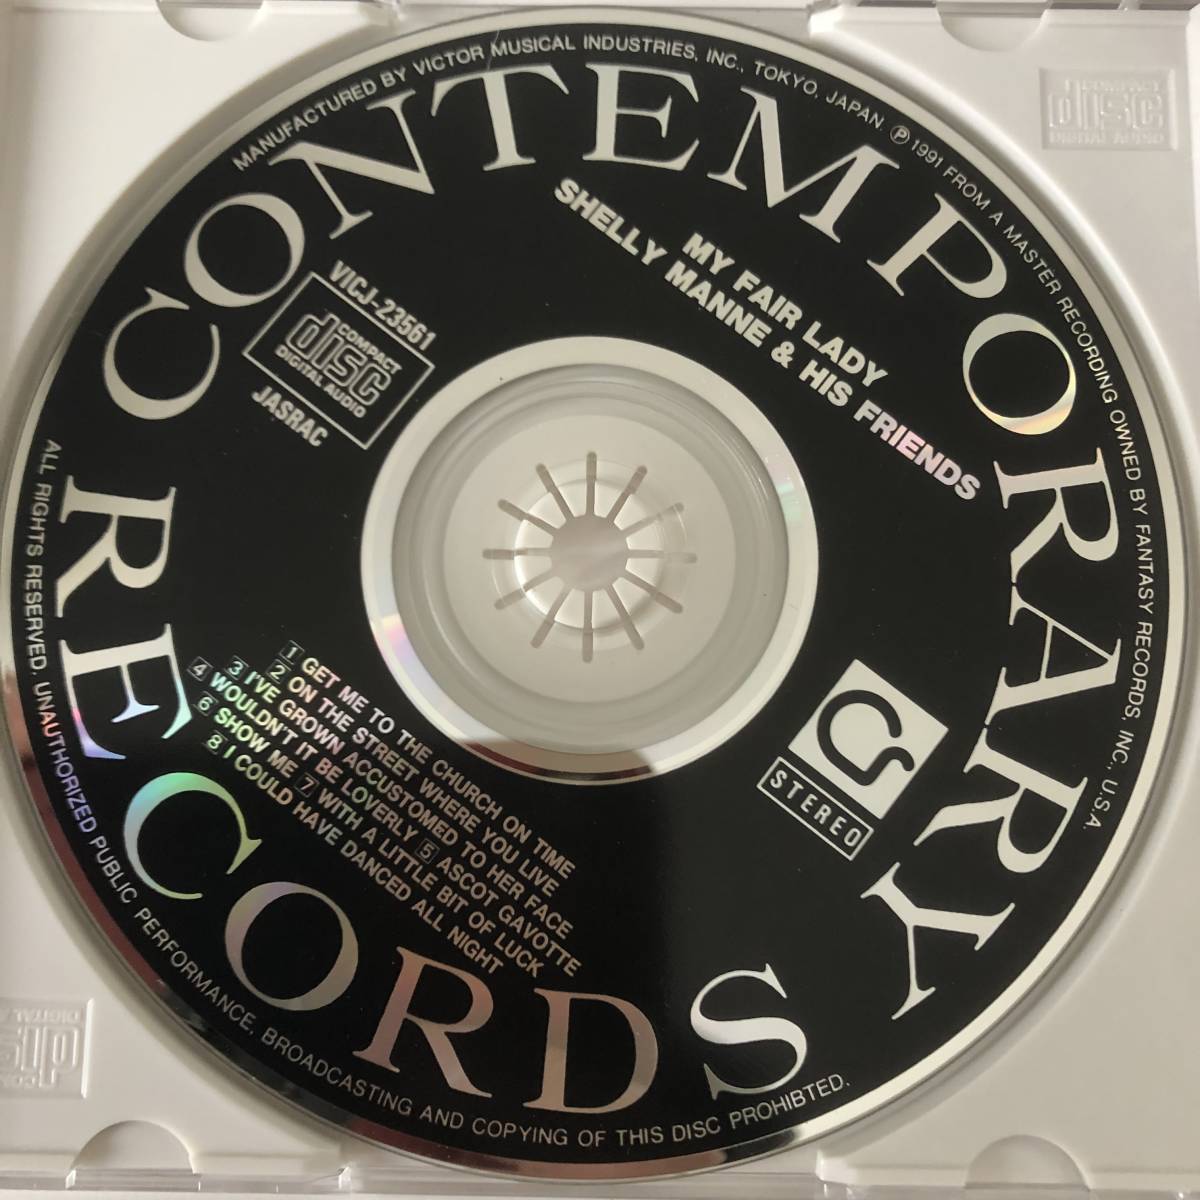 MANUFACTURED BY VICTOR MUSICAL INDUSTRIES, INC., TOKYO, JAPAN. Ⓟ 1991 FROM A MASTER RECORDING OWNED BY FANTASY RECORDS, INC., U.S.A.
CONTEMPORARY
RECORDS
MY FAIR LADY
SHELLY MANNE & HIS FRIENDS
VICJ-23561
COMPACT
disc
DIGITAL AUDIO
JASRAC
STEREO
1 GET ME TO THE CHURCH ON TIME
2 ON THE STREET WHERE YOU LIVE
3 I'VE GROWN ACCUSTOMED TO HER FACE
4 WOULDN'T IT BE LOVERLY 5 ASCOT GAVOTTE
6 SHOW ME 7 WITH A LITTLE BIT OF LUCK
8 I COULD HAVE DANCED ALL NIGHT
ALL RIGHTS RESERVED. UNAUTHORIZED PUBLIC PERFORMANCE, BROADCASTING AND COPYING OF THIS DISC PROHIBTED.
COMPACT
disc
DIGITAL AUDIO